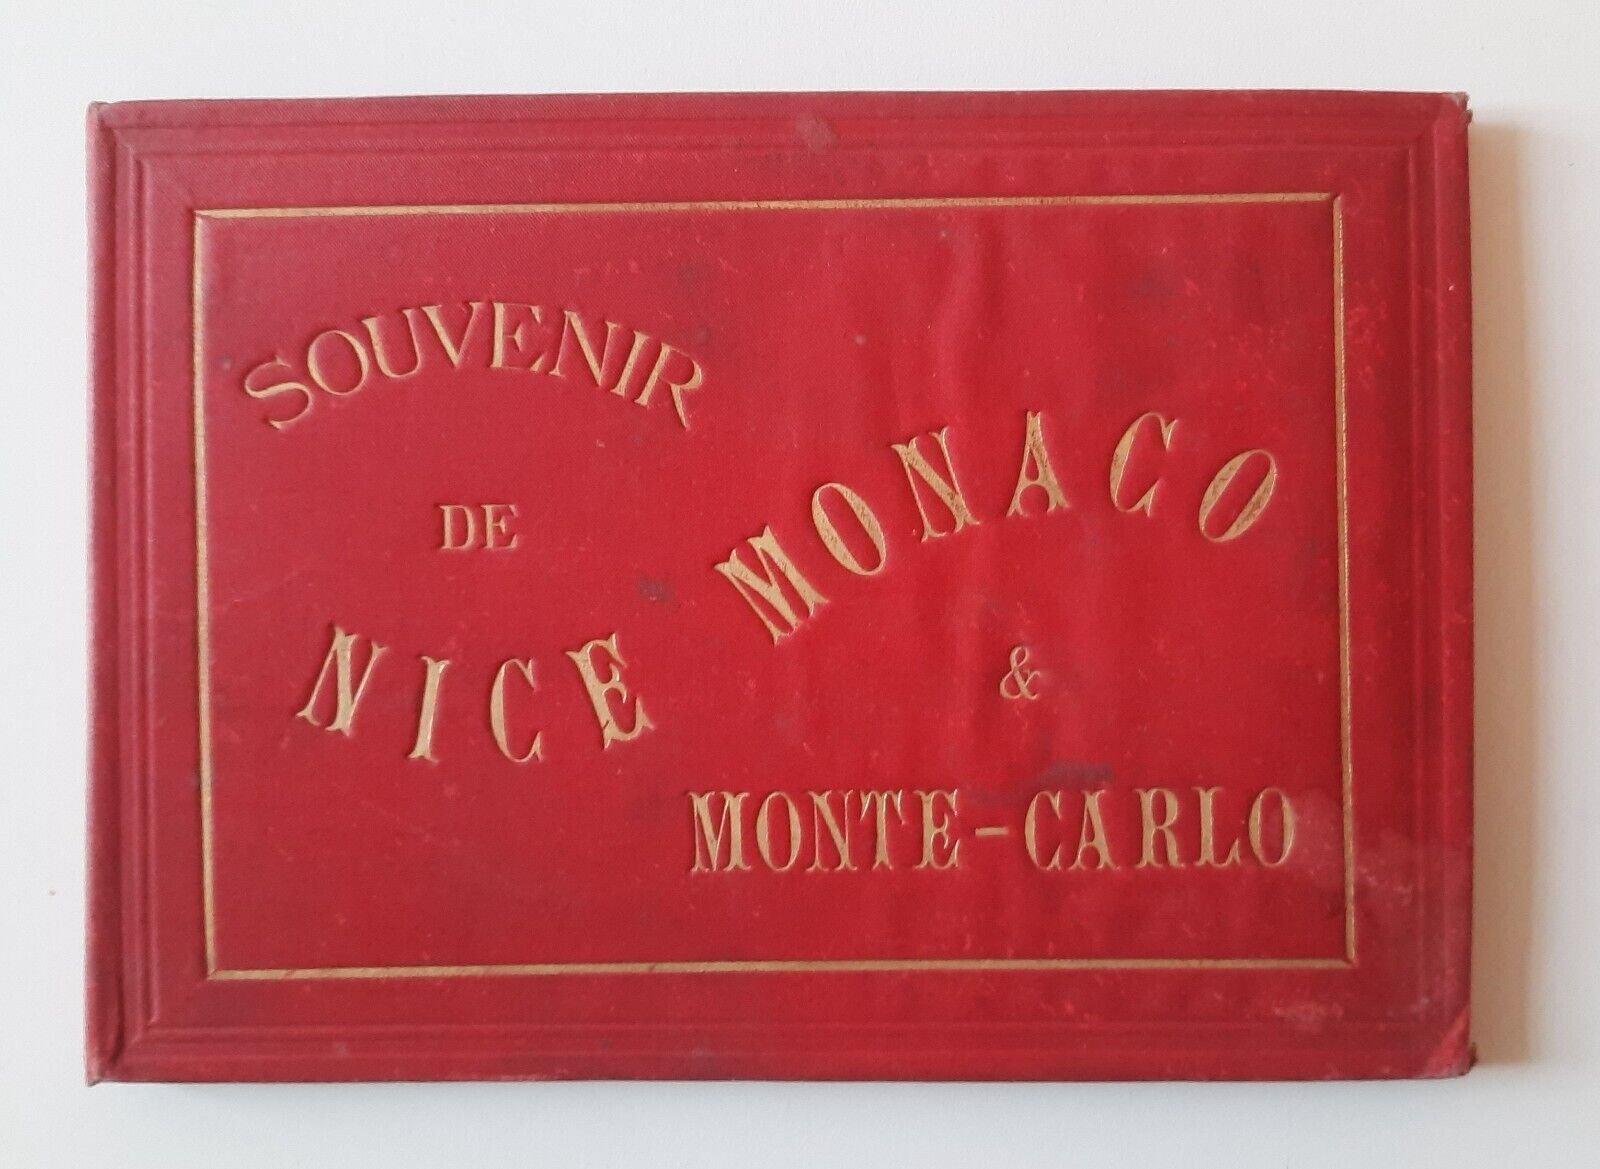 SOUVENIR
DE
NICE MONACO
&
MONTE-CARLO